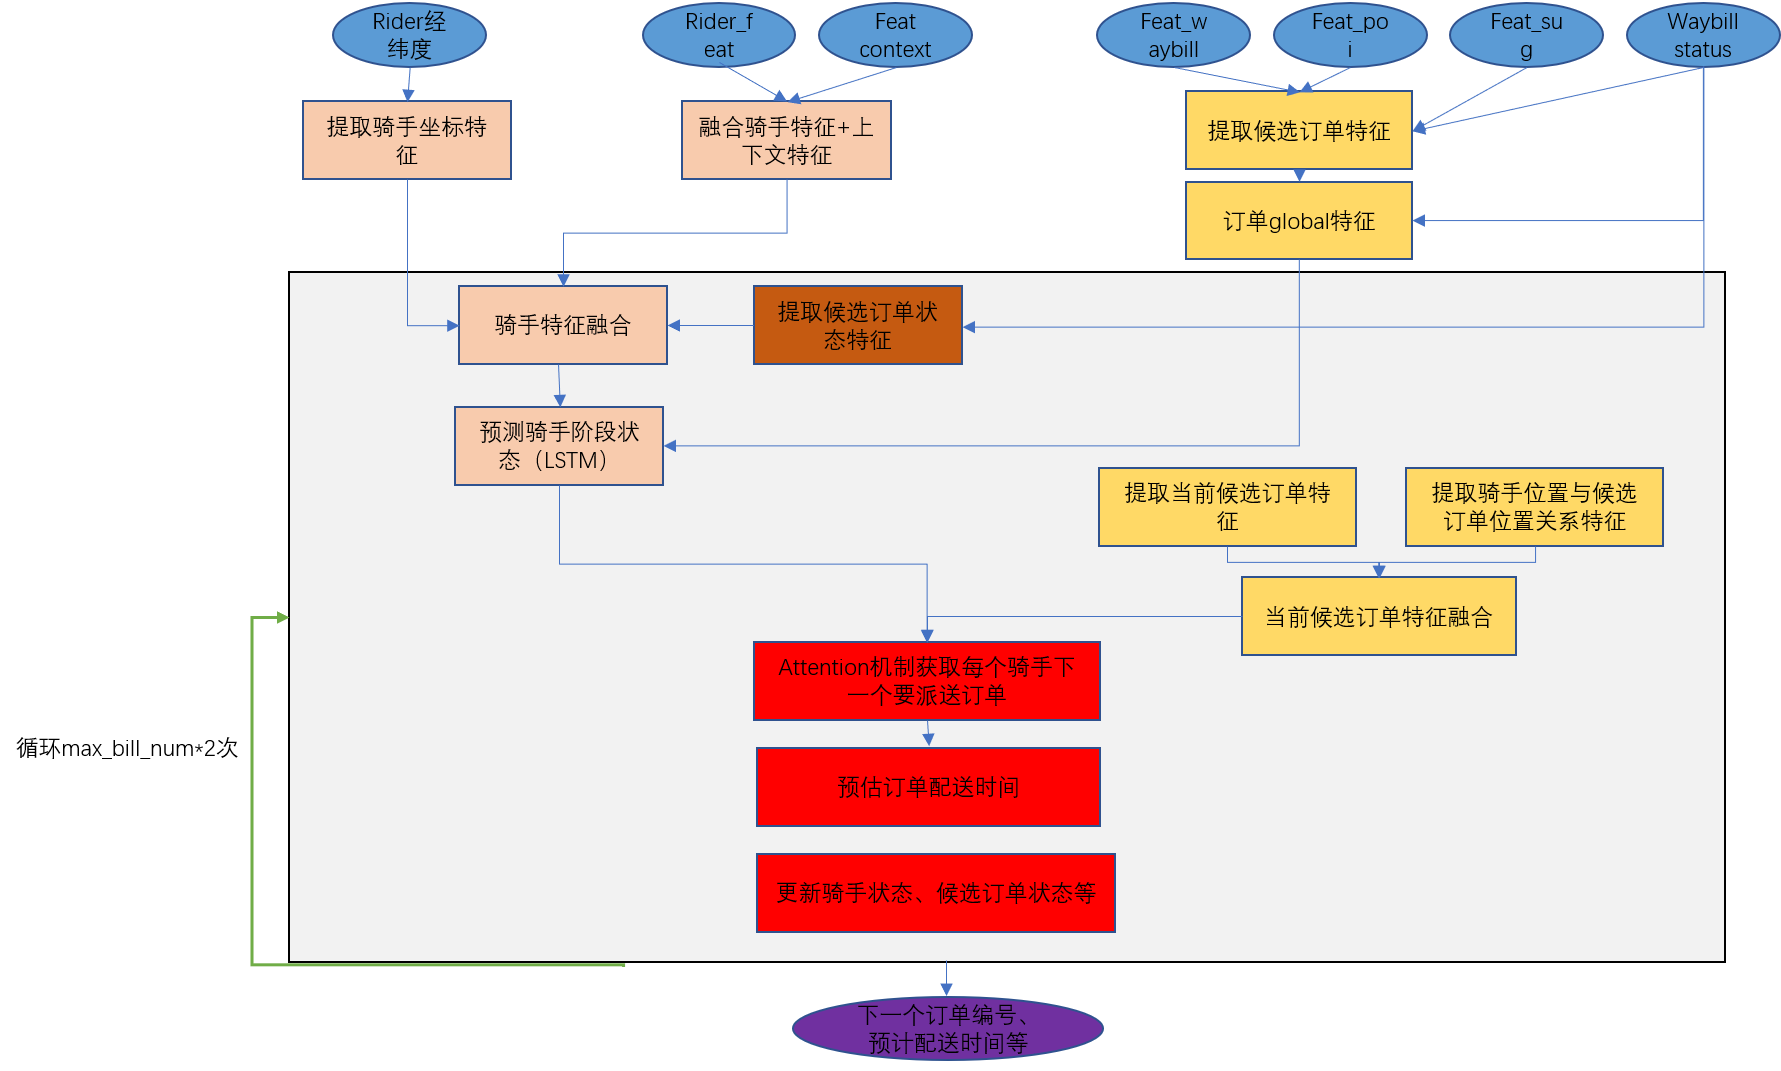 Rider经
纬度
Rider_f
eat
Feat
context
Feat_w
aybill
Feat_po
i
Feat_su
g
Waybill
status
提取骑手坐标特
征
融合骑手特征+上
下文特征
提取候选订单特征
订单global特征
骑手特征融合
提取候选订单状
态特征
预测骑手阶段状
态（LSTM）
提取当前候选订单特
征
提取骑手位置与候选
订单位置关系特征
当前候选订单特征融合
Attention机制获取每个骑手下
一个要派送订单
循环max_bill_num*2次
预估订单配送时间
更新骑手状态、候选订单状态等
下一个订单编号、
预计配送时间等